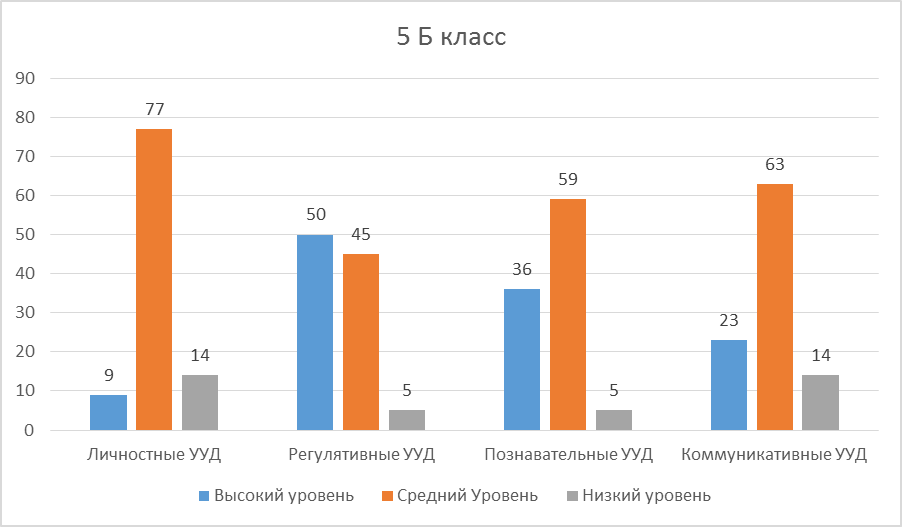 5 Б класс
90
80
70
60
50
40
30
20
10
0
77
63
59
50
45
36
23
14
14
9
5
5
Личностные УУД
Регулятивные УУД
Познавательные УУД
Коммуникативные УУД
Высокий уровень
Средний Уровень
Низкий уровень